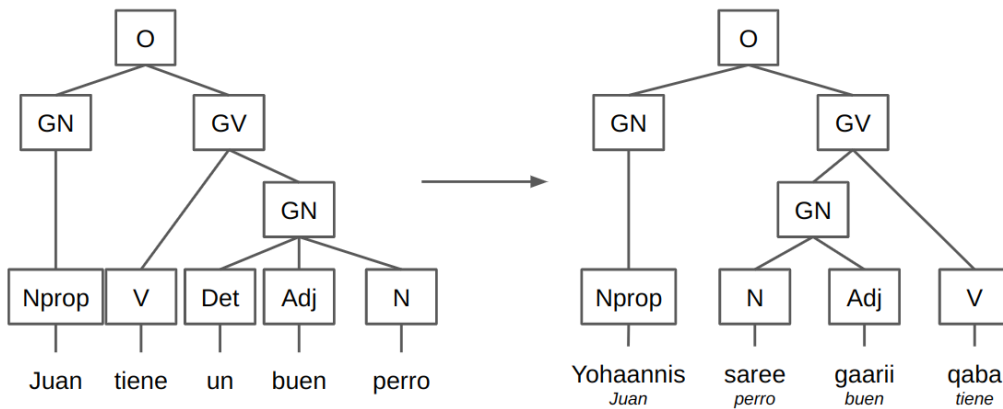 O
O
GN GV
GN GV
GN
GN
Nprop V Det Adj N
Nprop N Adj V
Juan tiene un buen perro
Yohaannis saree gaarii qaba
Juan perro buen tiene